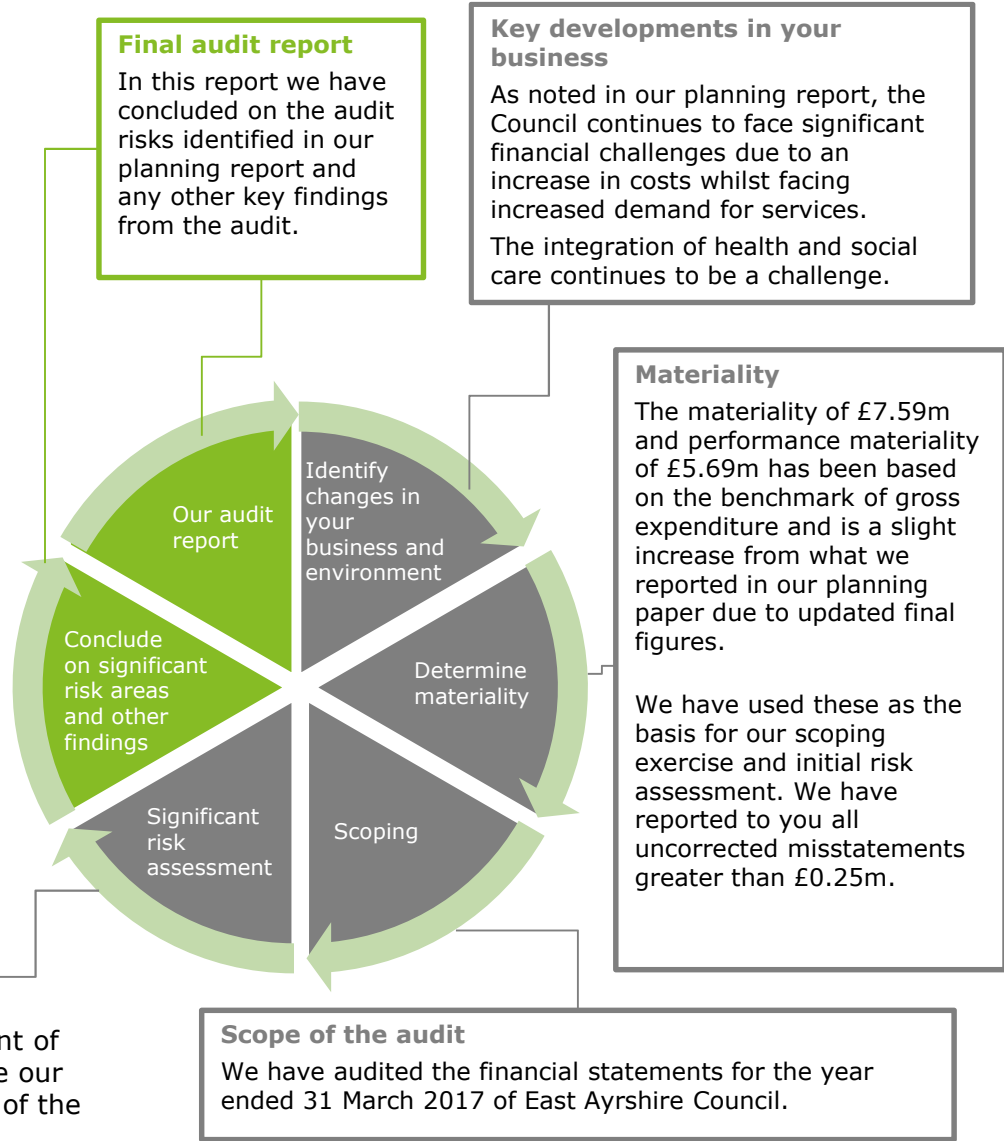 Final audit report
In this report we have
concluded on the audit
risks identified in our
planning report and
any other key findings
from the audit.
Key developments in your
business
As noted in our planning report, the
Council continues to face significant
financial challenges due to an
increase in costs whilst facing
increased demand for services.
The integration of health and social
care continues to be a challenge.
Materiality
The materiality of £7.59m
and performance materiality
of £5.69m has been based
on the benchmark of gross
expenditure and is a slight
increase from what we
reported in our planning
paper due to updated final
figures.
We have used these as the
basis for our scoping
exercise and initial risk
assessment. We have
reported to you all
uncorrected misstatements
greater than £0.25m.
Identify
changes in
your
business and
environment
Determine
materiality
Scoping
Significant
risk
assessment
Conclude
on significant
risk areas
and other
findings
Our audit
report
nt of
e our
of the
Scope of the audit
We have audited the financial statements for the year
ended 31 March 2017 of East Ayrshire Council.